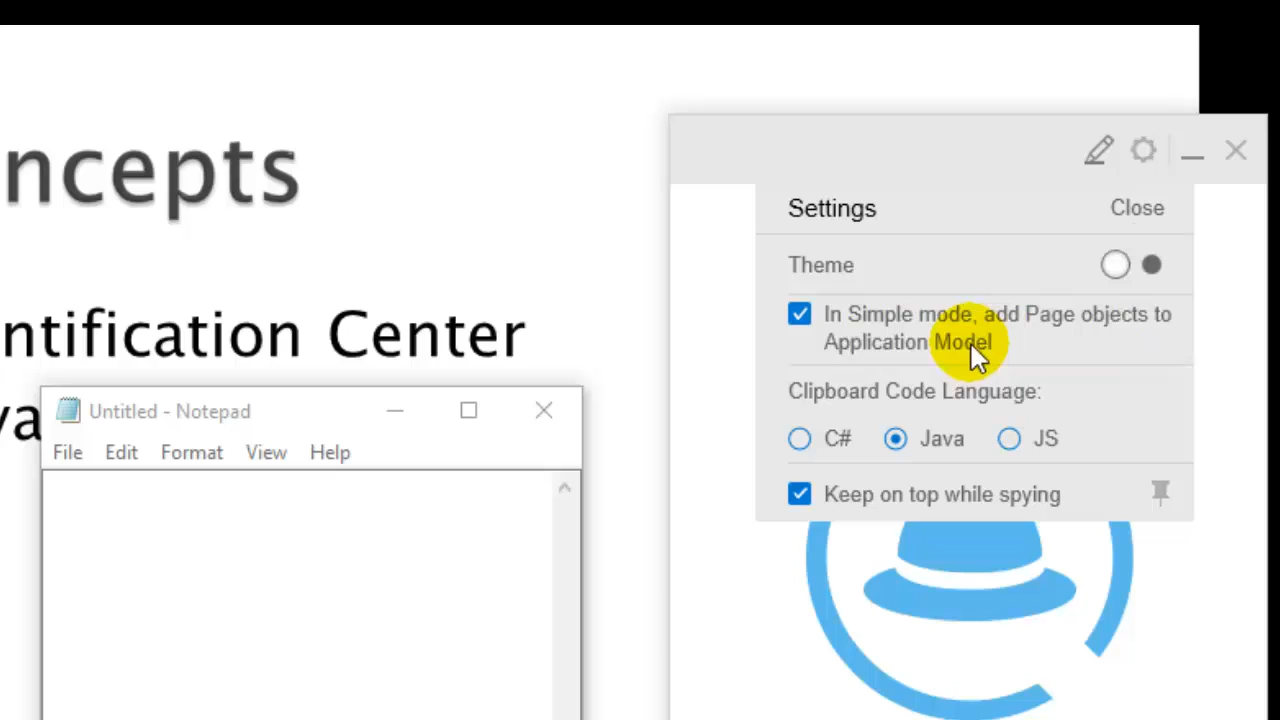 ncepts
ntification Center
va
Untitled - Notepad
File Edit Format View Help
Settings Close
Theme
In Simple mode, add Page objects to
Application Model
Clipboard Code Language:
C# Java JS
Keep on top while spying